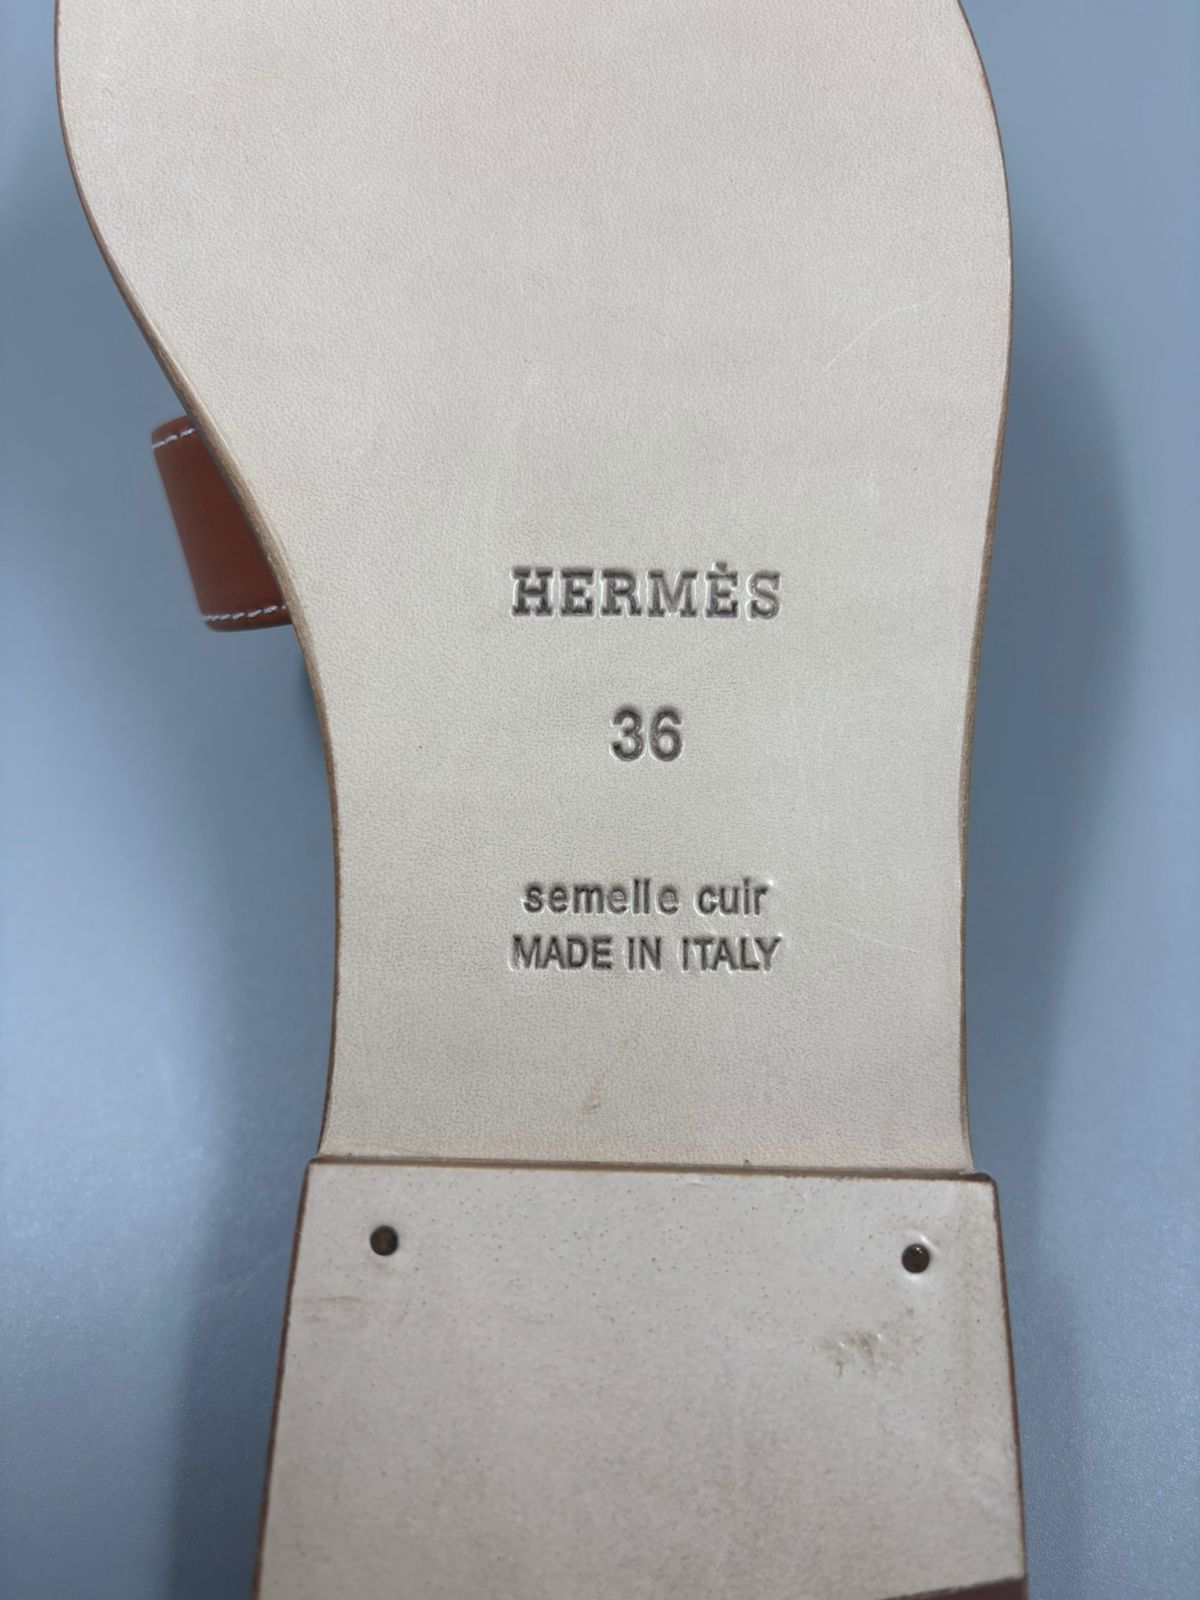 HERMÈS
36
semelle cuir
MADE IN ITALY